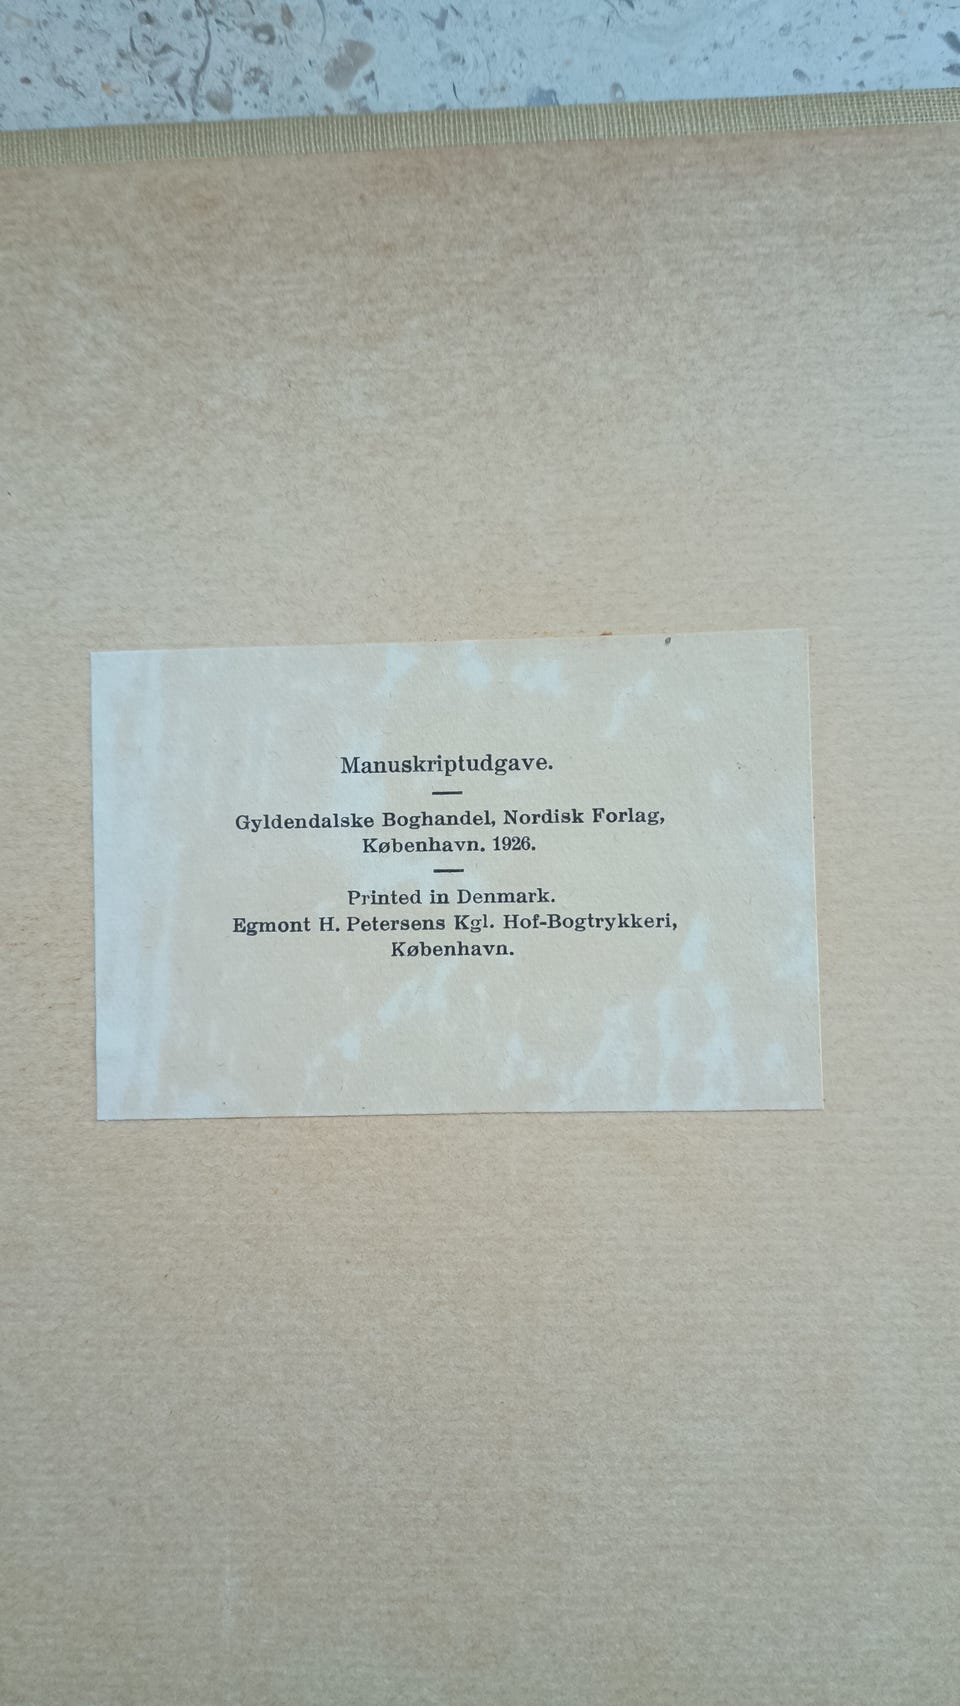 Manuskriptudgave.
Gyldendalske Boghandel, Nordisk Forlag,
København. 1926.
Printed in Denmark.
Egmont H. Petersens Kgl. Hof-Bogtrykkeri,
København.